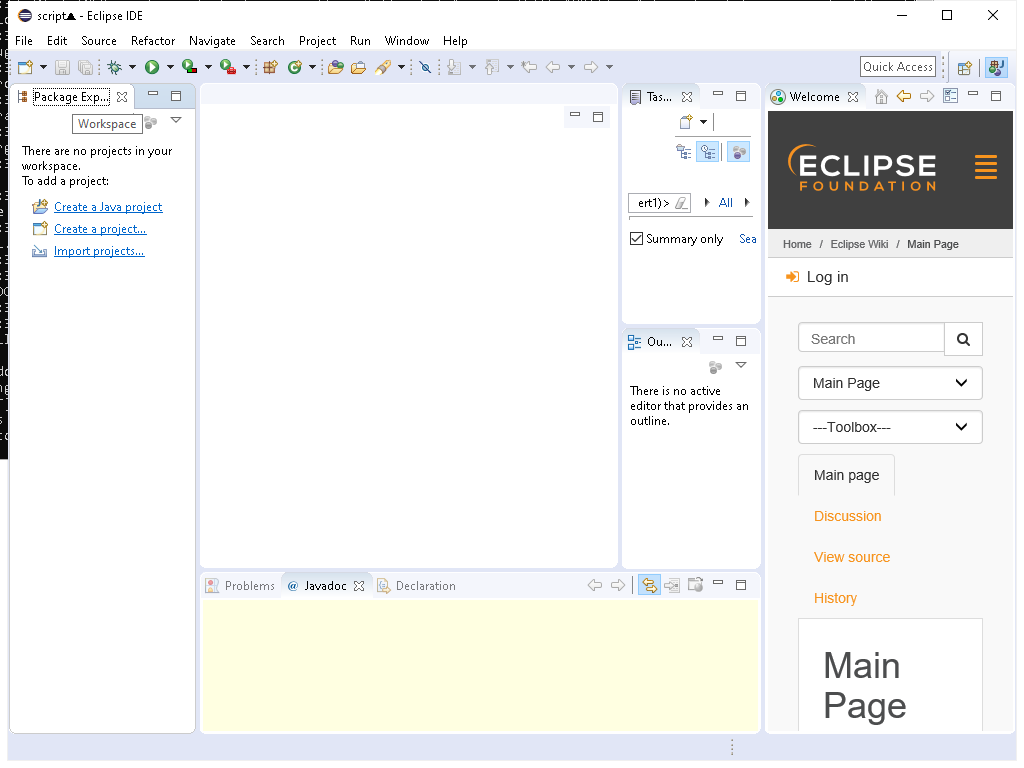 script▲ - Eclipse IDE
File Edit Source Refactor Navigate Search Project Run Window Help
Quick Access
Package Exp...
Workspace
There are no projects in your
workspace.
To add a project:
Create a Java project
Create a project...
Import projects...
Tas...
ert1)> All
Summary only Sea
Ou...
There is no active
editor that provides an
outline.
Problems @ Javadoc Declaration
Welcome
ECLIPSE
FOUNDATION
Home / Eclipse Wiki / Main Page
Log in
Search
Main Page
---Toolbox---
Main page
Discussion
View source
History
Main
Page